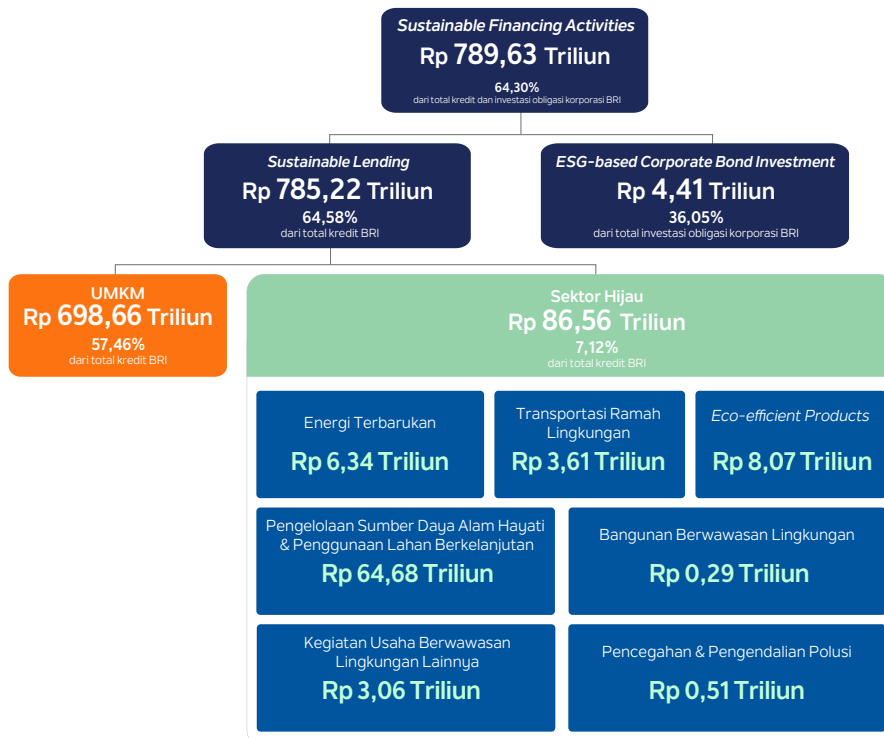 Sustainable Financing Activities
Rp 789,63 Triliun
64,30%
dari total kredit dan investasi obligasi korporasi BRI
Sustainable Lending
Rp 785,22 Triliun
64,58%
dari total kredit BRI
ESG-based Corporate Bond Investment
Rp 4,41 Triliun
36,05%
dari total investasi obligasi korporasi BRI
UMKM
Rp 698,66 Triliun
57,46%
dari total kredit BRI
Sektor Hijau
Rp 86,56 Triliun
7,12%
dari total kredit BRI
Energi Terbarukan
Rp 6,34 Triliun
Transportasi Ramah
Lingkungan
Rp 3,61 Triliun
Eco-efficient Products
Rp 8,07 Triliun
Pengelolaan Sumber Daya Alam Hayati
& Penggunaan Lahan Berkelanjutan
Rp 64,68 Triliun
Bangunan Berwawasan Lingkungan
Rp 0,29 Triliun
Kegiatan Usaha Berwawasan
Lingkungan Lainnya
Rp 3,06 Triliun
Pencegahan & Pengendalian Polusi
Rp 0,51 Triliun